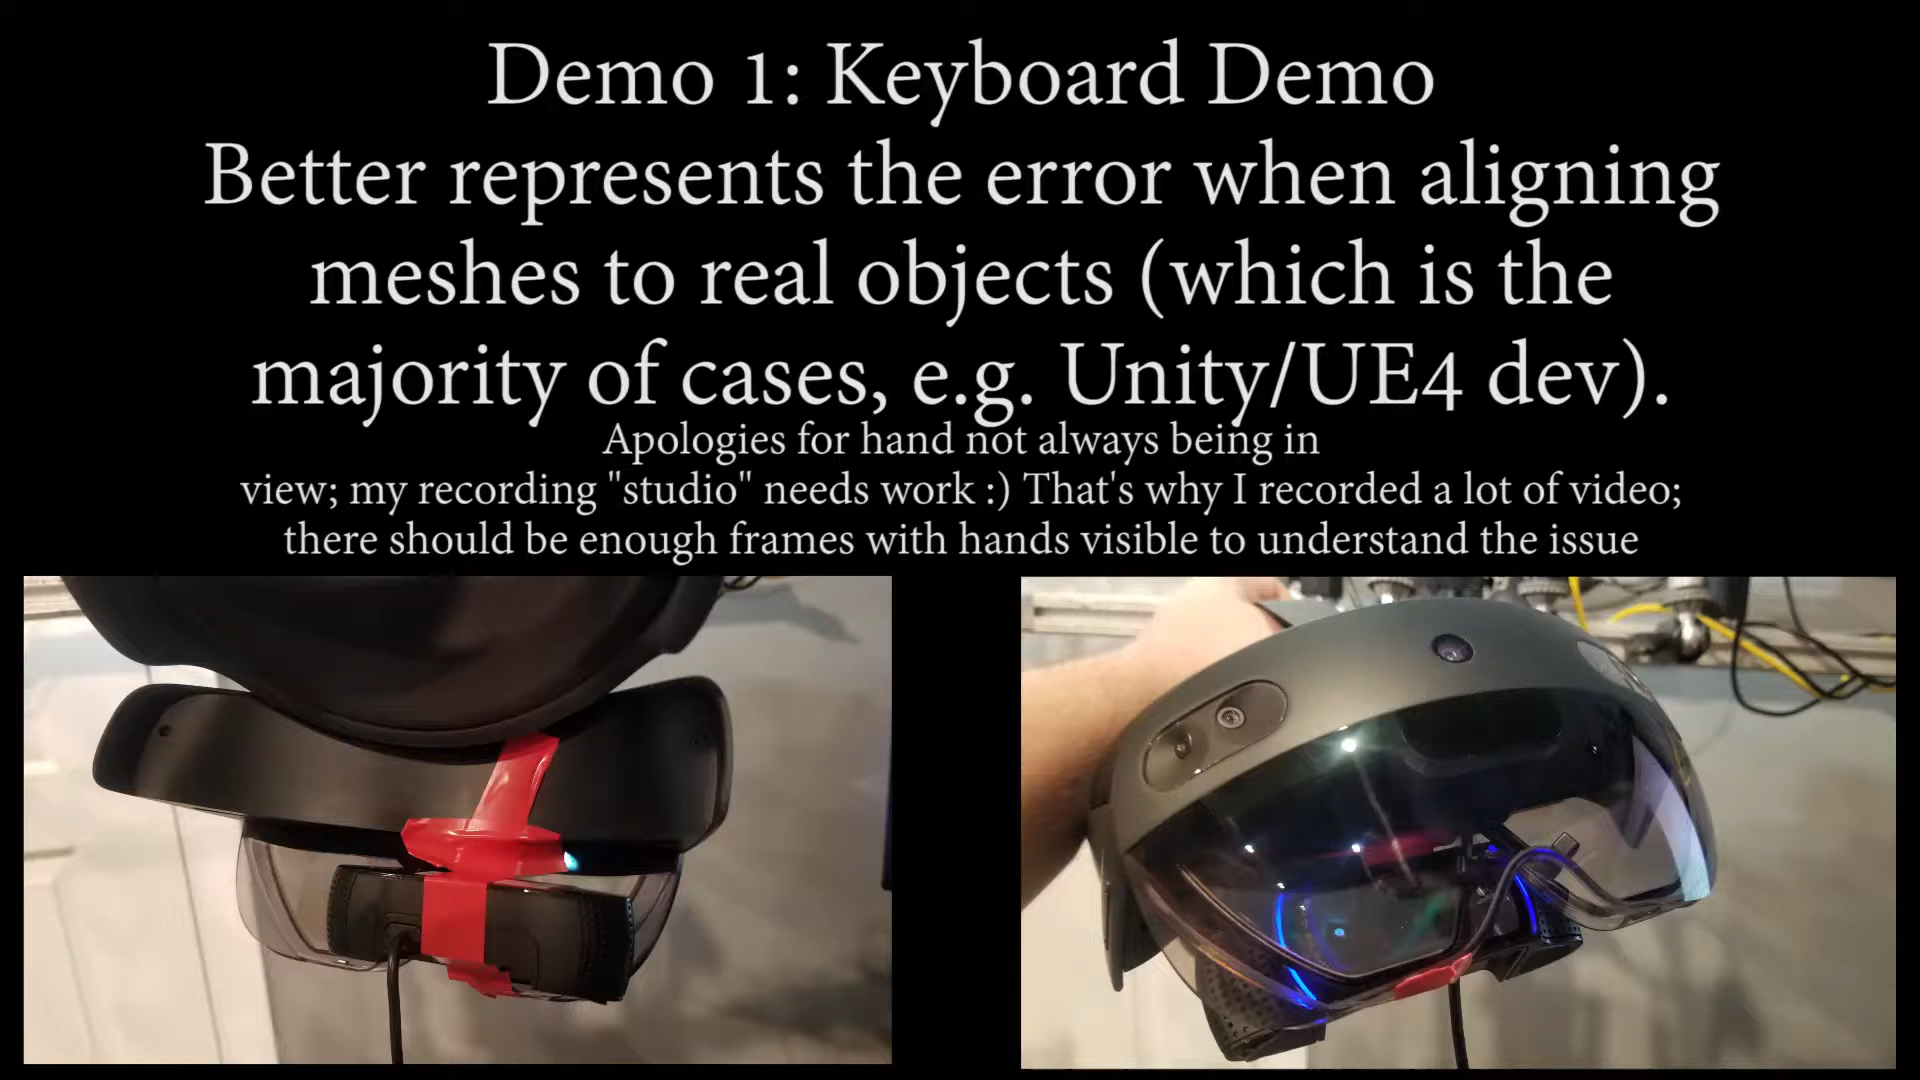 Demo 1: Keyboard Demo
Better represents the error when aligning
meshes to real objects (which is the
majority of cases, e.g. Unity/UE4 dev).
Apologies for hand not always being in
view; my recording "studio" needs work :) That's why I recorded a lot of video;
there should be enough frames with hands visible to understand the issue